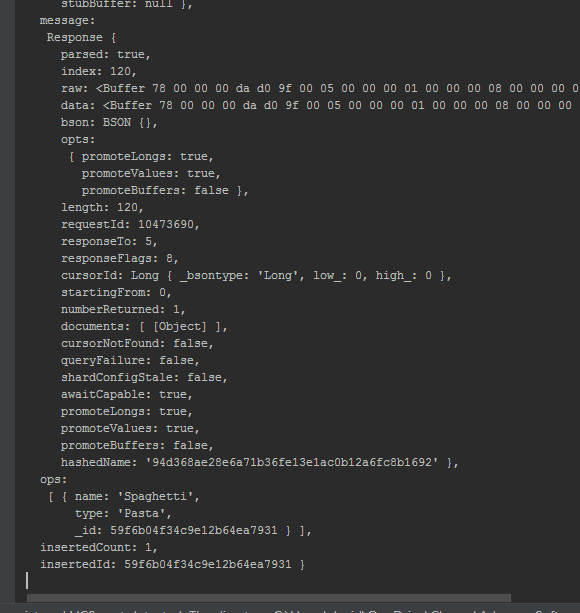 stubBuffer: null },
message:
Response {
parsed: true,
index: 120,
raw: <Buffer 78 00 00 00 da d0 9f 00 05 00 00 00 01 00 00 00 08 00 00 00 0
data: <Buffer 78 00 00 00 da d0 9f 00 05 00 00 00 01 00 00 00 08 00 00 00
bson: BSON {},
opts:
{ promoteLongs: true,
promoteValues: true,
promoteBuffers: false },
length: 120,
requestId: 10473690,
responseTo: 5,
responseFlags: 8,
cursorId: Long { _bsontype: 'Long', low_: 0, high_: 0 },
startingFrom: 0,
numberReturned: 1,
documents: [ [Object] ],
cursorNotFound: false,
queryFailure: false,
shardConfigStale: false,
awaitCapable: true,
promoteLongs: true,
promoteValues: true,
promoteBuffers: false,
hashedName: '94d368ae28e6a71b36fe13e1ac0b12a6fc8b1692' },
ops:
[ { name: 'Spaghetti',
type: 'Pasta',
_id: 59f6b04f34c9e12b64ea7931 } ],
insertedCount: 1,
insertedId: 59f6b04f34c9e12b64ea7931 }